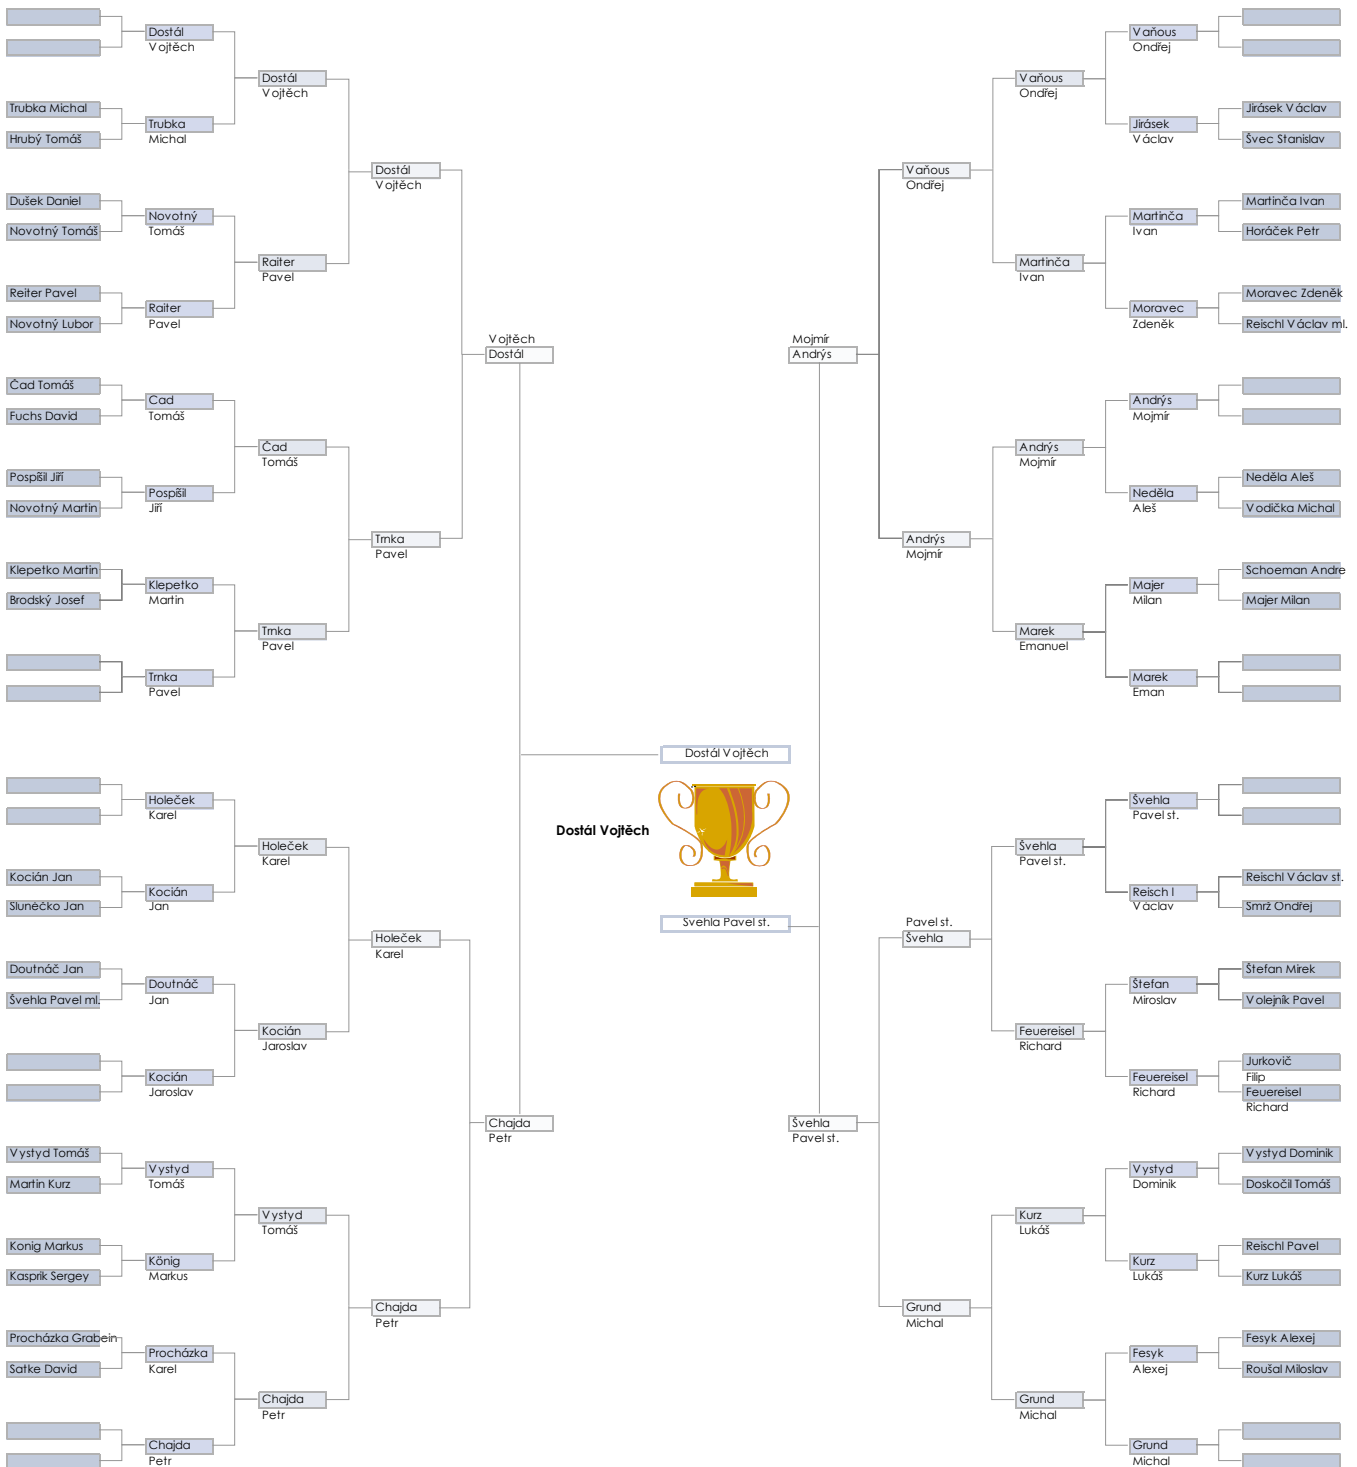 Dostál
Vojtěch
Trubka Michal
Hrubý Tomáš
Trubka
Michal
Dostál
Vojtěch
Dušek Daniel
Novotný Tomáš
Novotný
Tomáš
Reiter Pavel
Novotný Lubor
Raiter
Pavel
Raiter
Pavel
Dostál
Vojtěch
Čad Tomáš
Fuchs David
Čad
Tomáš
Pospíšil Jiří
Novotný Martin
Pospíšil
Jiří
Čad
Tomáš
Klepetko Martin
Brodský Josef
Klepetko
Martin
Trnka
Pavel
Trnka
Pavel
Trnka
Pavel
Vojtěch
Dostál
Holeček
Karel
Kocián Jan
Slunéčko Jan
Kocián
Jan
Holeček
Karel
Doutnáč Jan
Švehla Pavel ml.
Doutnáč
Jan
Kocián
Jaroslav
Kocián
Jaroslav
Holeček
Karel
Vystyd Tomáš
Martin Kurz
Vystyd
Tomáš
Konig Markus
Kasprik Sergey
König
Markus
Vystyd
Tomáš
Procházka Grabein
Satke David
Procházka
Karel
Chajda
Petr
Chajda
Petr
Chajda
Petr
Chajda
Petr
Dostál Vojtěch
Dostál Vojtěch
Švehla Pavel st.
Mojmír
Andrýs
Vaňous
Ondřej
Vaňous
Ondřej
Vaňous
Ondřej
Jirásek
Václav
Jirásek Václav
Švec Stanislav
Martinča
Ivan
Martinča
Ivan
Martinča Ivan
Horáček Petr
Moravec
Zdeněk
Moravec Zdeněk
Reischl Václav ml.
Andrýs
Mojmír
Andrýs
Mojmír
Andrýs
Mojmír
Neděla
Aleš
Neděla Aleš
Vodička Michal
Marek
Emanuel
Majer
Milan
Schoeman Andre
Majer Milan
Marek
Eman
Švehla
Pavel st.
Pavel st.
Švehla
Švehla
Pavel st.
Švehla
Pavel st.
Reisch l
Václav
Reischl Václav st.
Smrž Ondřej
Feuereisel
Richard
Štefan
Miroslav
Štefan Mirek
Volejník Pavel
Feuereisel
Richard
Jurkovič
Filip
Feuereisel
Richard
Grund
Michal
Kurz
Lukáš
Vystyd
Dominik
Vystyd Dominik
Doskočil Tomáš
Kurz
Lukáš
Reischl Pavel
Kurz Lukáš
Grund
Michal
Fesyk
Alexej
Fesyk Alexej
Roušal Miloslav
Grund
Michal